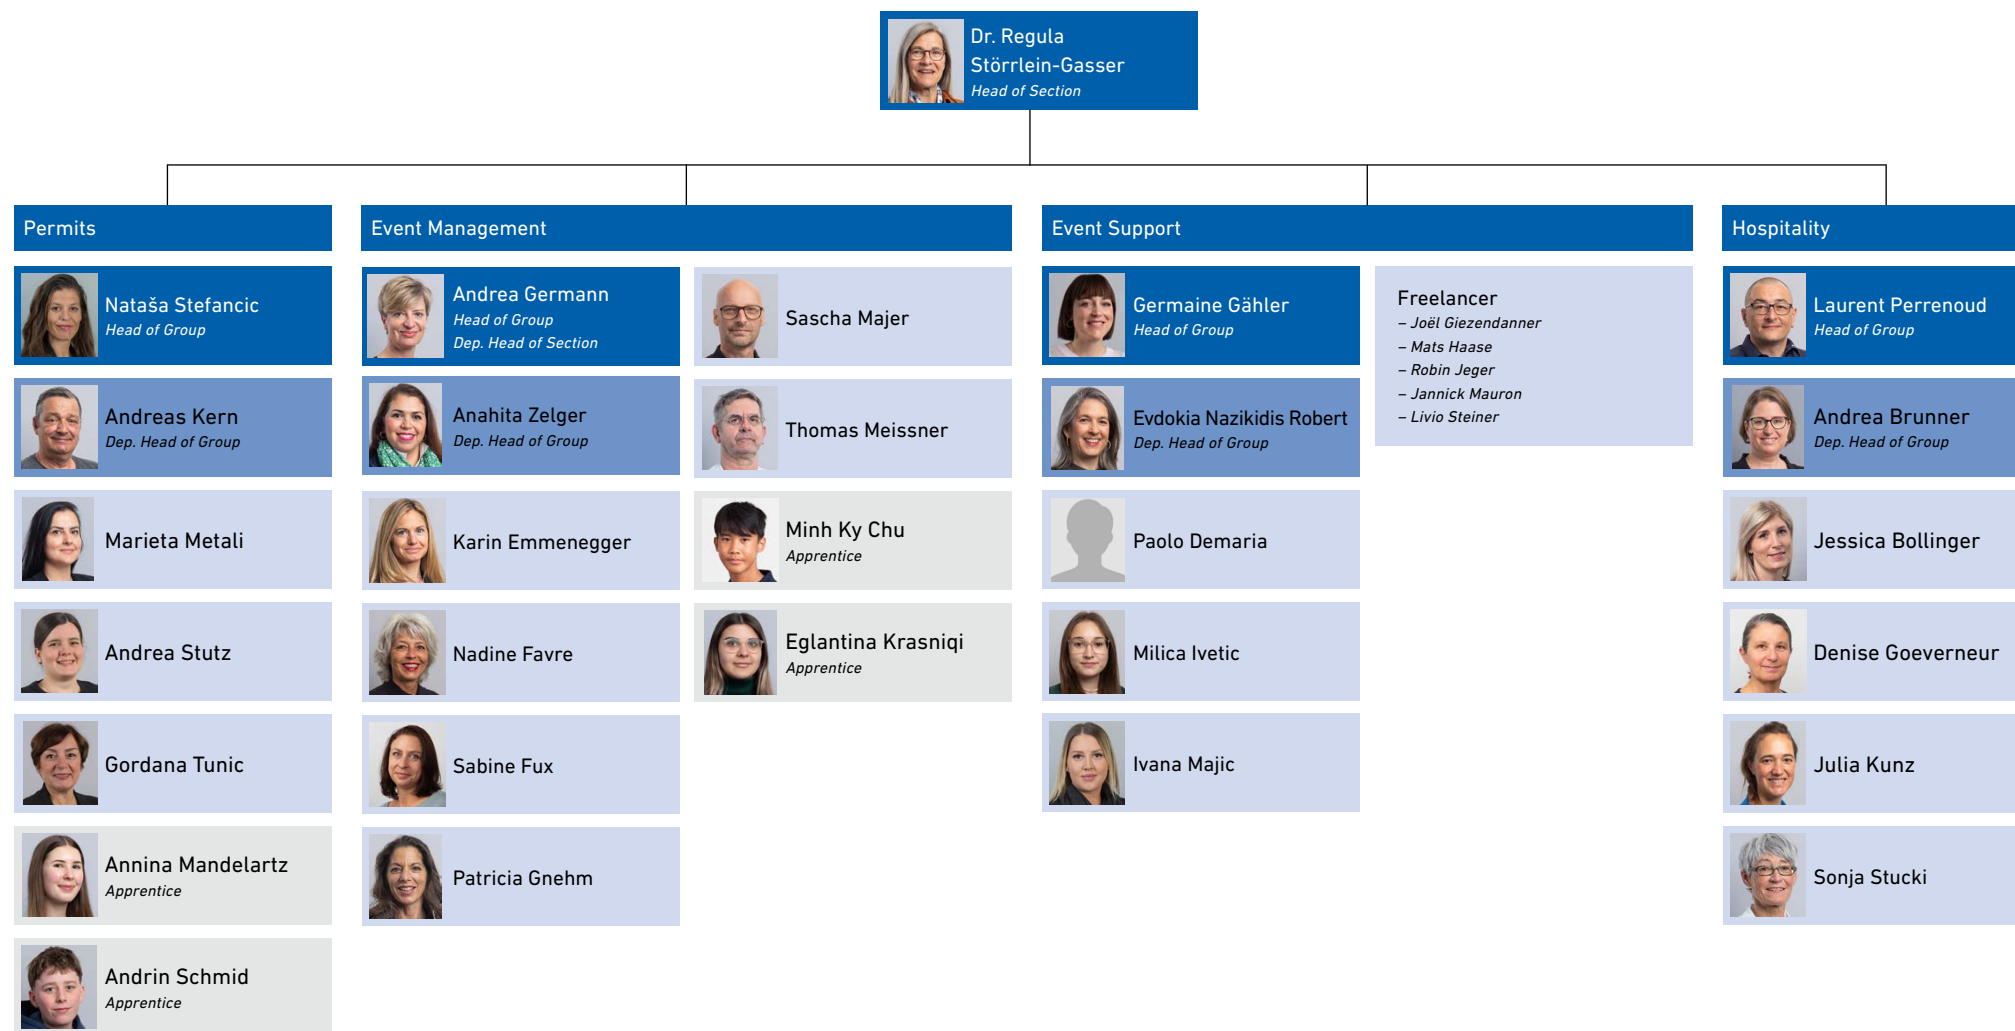 Dr. Regula
Störrlein-Gasser
Head of Section
Permits
Nataša Stefancic
Head of Group
Andreas Kern
Dep. Head of Group
Marieta Metali
Andrea Stutz
Gordana Tunic
Annina Mandelartz
Apprentice
Andrin Schmid
Apprentice
Event Management
Andrea Germann
Head of Group
Dep. Head of Section
Anahita Zelger
Dep. Head of Group
Karin Emmenegger
Nadine Favre
Sabine Fux
Patricia Gnehm
Sascha Majer
Thomas Meissner
Minh Ky Chu
Apprentice
Eglantina Krasniqi
Apprentice
Event Support
Germaine Gähler
Head of Group
Evdokia Nazikidis Robert
Dep. Head of Group
Paolo Demaria
Milica Ivetic
Ivana Majic
Freelancer
– Joël Giezendanner
– Mats Haase
– Robin Jeger
– Jannick Mauron
– Livio Steiner
Hospitality
Laurent Perrenoud
Head of Group
Andrea Brunner
Dep. Head of Group
Jessica Bollinger
Denise Goeverneur
Julia Kunz
Sonja Stucki